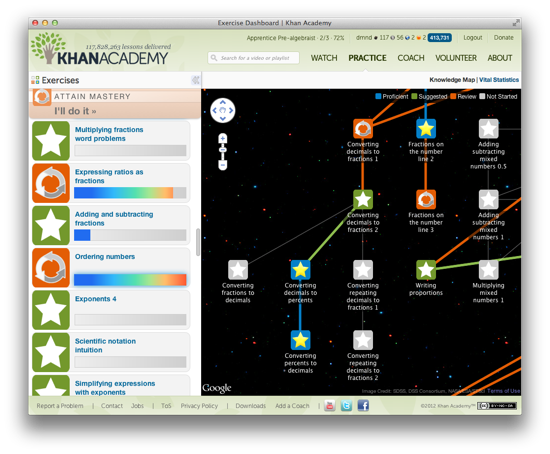 Exercise Dashboard | Khan Academy
117,828,263 lessons delivered
KHANACADEMY
Apprentice Pre-algebraist · 2/3 · 72%
dmnd 117 56 2 2 413,731
Logout
Donate
Search for a video or playlist
WATCH PRACTICE COACH VOLUNTEER ABOUT
Exercises
Knowledge Map | Vital Statistics
ATTAIN MASTERY
I'll do it »
Multiplying fractions
word problems
Expressing ratios as
fractions
Adding and subtracting
fractions
Ordering numbers
Exponents 4
Scientific notation
intuition
Simplifying expressions
with exponents
Proficient Suggested Review Not Started
Converting
decimals to
fractions 1
Fractions on
the number
line 2
Adding
subtracting
mixed
numbers 0.5
Converting
decimals to
fractions 2
Fractions on
the number
line 3
Adding
subtracting
mixed
numbers 1
Converting
fractions to
decimals
Converting
decimals to
percents
Converting
repeating
decimals to
fractions 1
Writing
proportions
Multiplying
mixed
numbers 1
Converting
percents to
decimals
Converting
repeating
decimals to
fractions 2
Google
Image Credit: SDSS, DSS Consortium, Terms of Use
Report a Problem | Contact Jobs | ToS Privacy Policy | Downloads Add a Coach |
©2012 Khan Academy™
CC BY-NC-SA